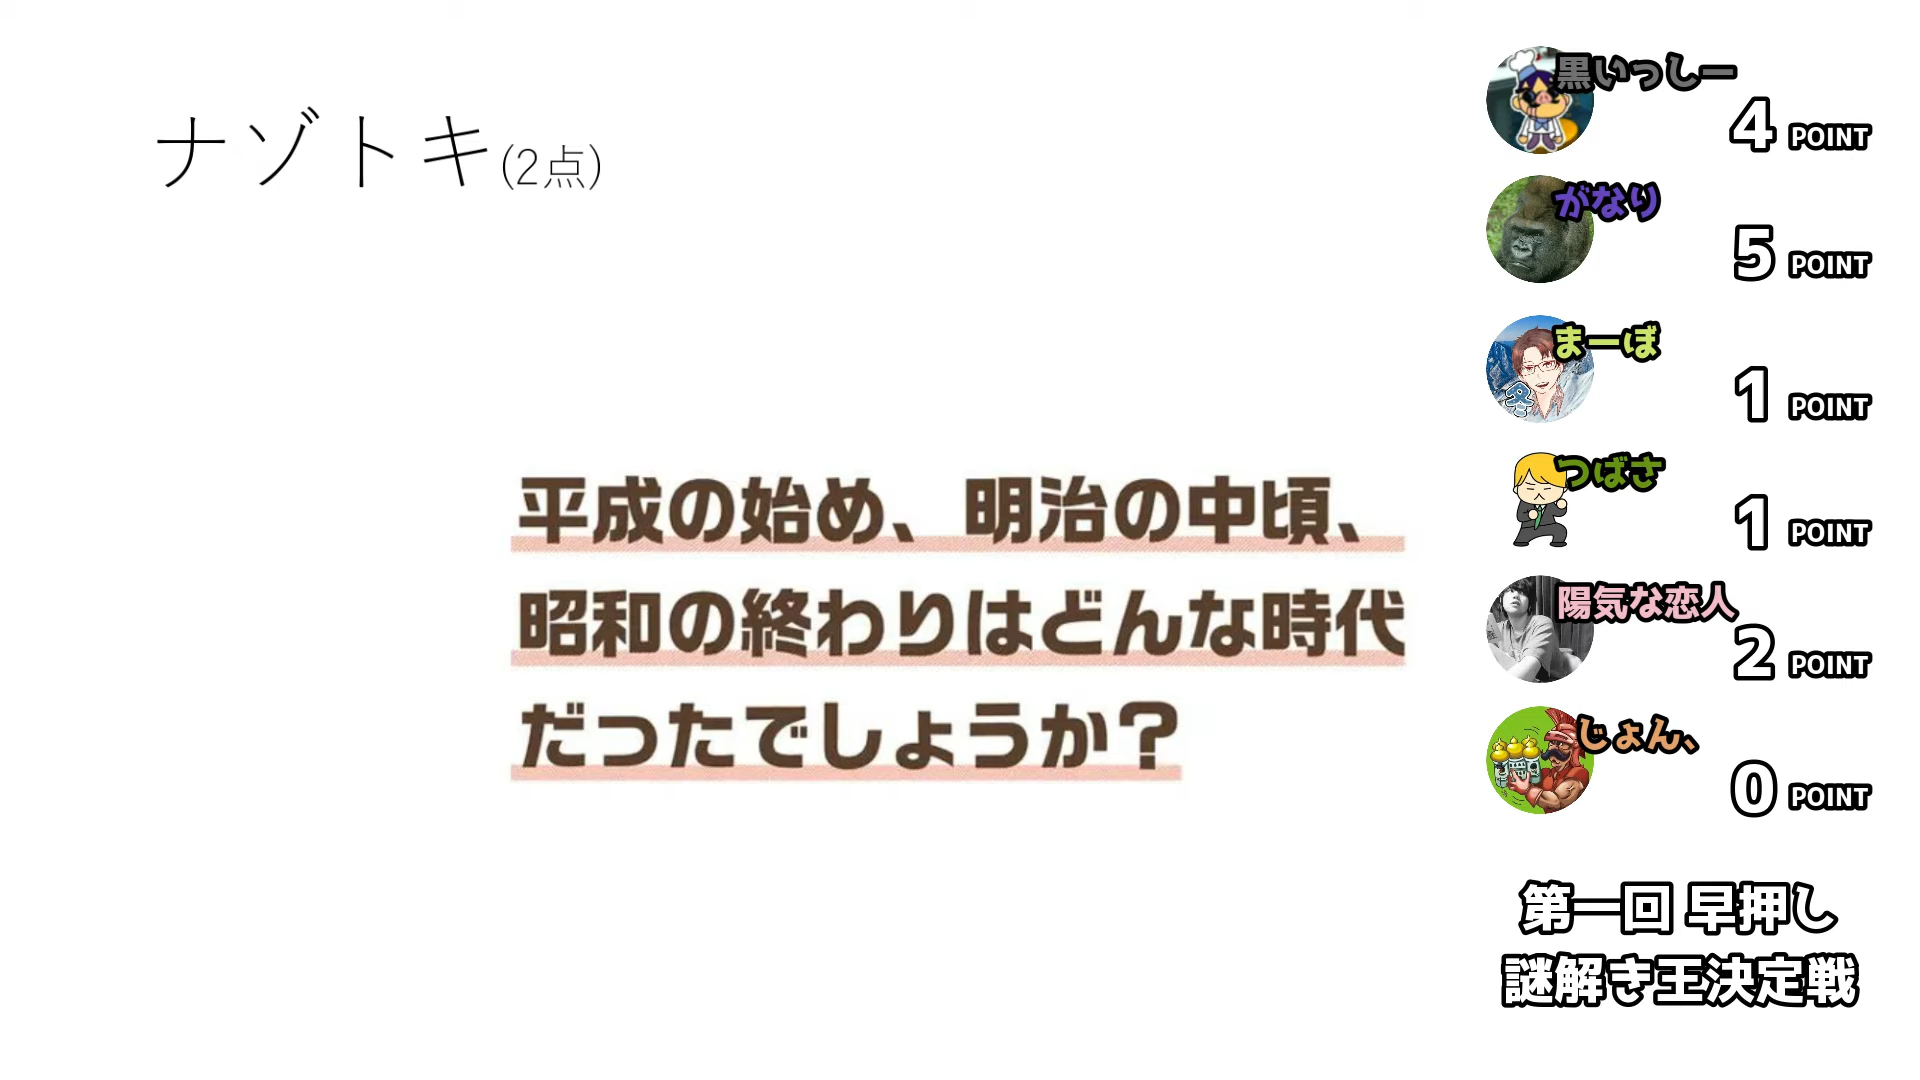 ナゾトキ(2点)
平成の始め、明治の中頃、
昭和の終わりはどんな時代
だったでしょうか？
黒いっしー
4 POINT
がなり
5 POINT
まーぼ
冬
1 POINT
つばさ
1 POINT
陽気な恋人
2 POINT
じょん、
0 POINT
第一回 早押し
謎解き王決定戦